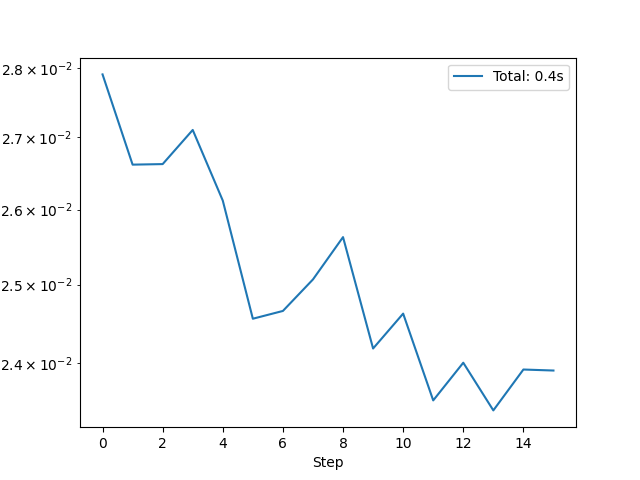 Total: 0.4s
2.8 × 10⁻²
2.7 × 10⁻²
2.6 × 10⁻²
2.5 × 10⁻²
2.4 × 10⁻²
0 2 4 6 8 10 12 14
Step